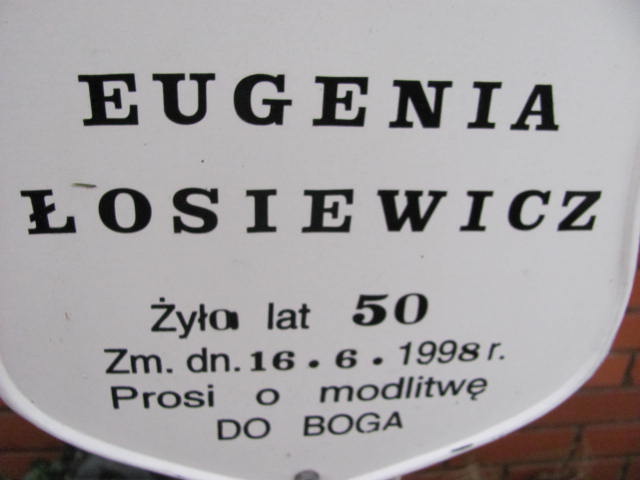 EUGENIA
ŁOSIEWICZ
Żyła lat 50
Zm. dn. 16.6.1998 r.
Prosi o modlitwę
DO BOGA